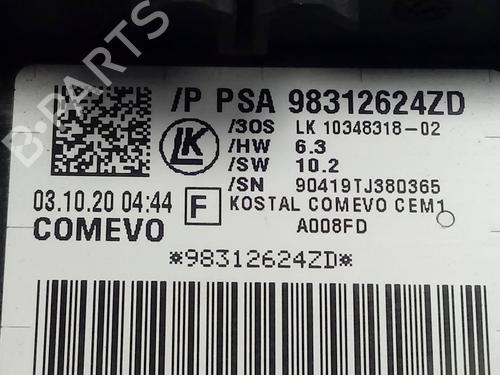 /P PSA 98312624ZD
/3OS LK 10348318-02
/HW 6.3
/SW 10.2
/SN 90419TJ380365
LK
03.10.20 04:44 F KOSTAL COMEVO CEM1
COMEVO A008FD
*98312624ZD*
B-PARTS